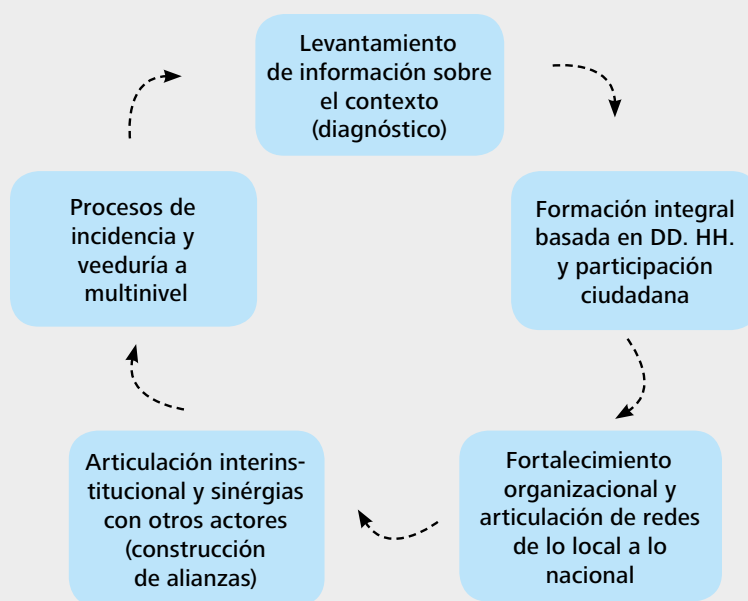 Levantamiento
de información sobre
el contexto
(diagnóstico)
Formación integral
basada en DD. HH.
y participación
ciudadana
Fortalecimiento
organizacional y
articulación de redes
de lo local a lo
nacional
Articulación interins-
titucional y sinérgias
con otros actores
(construcción
de alianzas)
Procesos de
incidencia y
veeduría a
multinivel